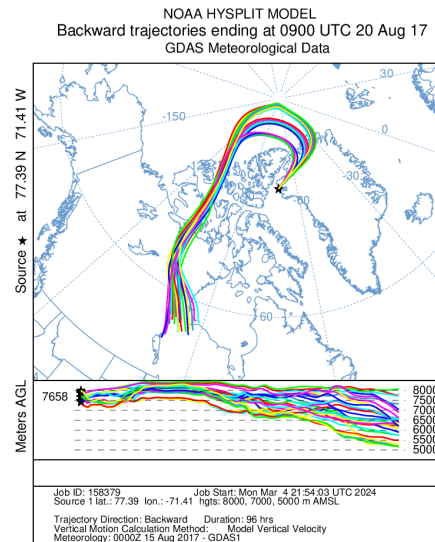 NOAA HYSPLIT MODEL
Backward trajectories ending at 0900 UTC 20 Aug 17
GDAS Meteorological Data
Source ★ at 77.39 N 71.41 W
-150
30
0
-30
-60
60
Meters AGL
7658
8000
7500
7000
6500
6000
5500
5000
Job ID: 158379 Job Start: Mon Mar 4 21:54:03 UTC 2024
Source 1 lat.: 77.39 lon.: -71.41 hgts: 8000, 7000, 5000 m AMSL
Trajectory Direction: Backward Duration: 96 hrs
Vertical Motion Calculation Method: Model Vertical Velocity
Meteorology: 0000Z 15 Aug 2017 - GDAS1